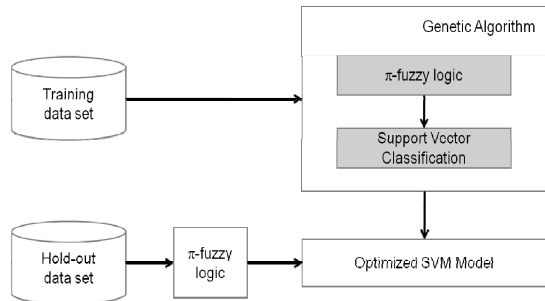 Genetic Algorithm
π-fuzzy logic
Training
data set
Support Vector
Classification
Hold-out
data set
π-fuzzy
logic
Optimized SVM Model